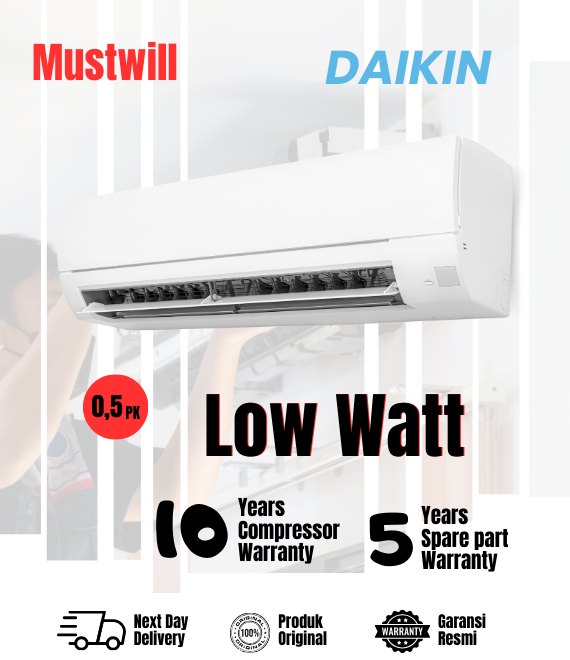 Mustwill
DAIKIN
0,5 PK
Low Watt
10 Years
Compressor
Warranty
5 Years
Spare part
Warranty
Next Day
Delivery
ORIGINAL
100%
ORIGINAL
Produk
Original
WARRANTY
Garansi
Resmi